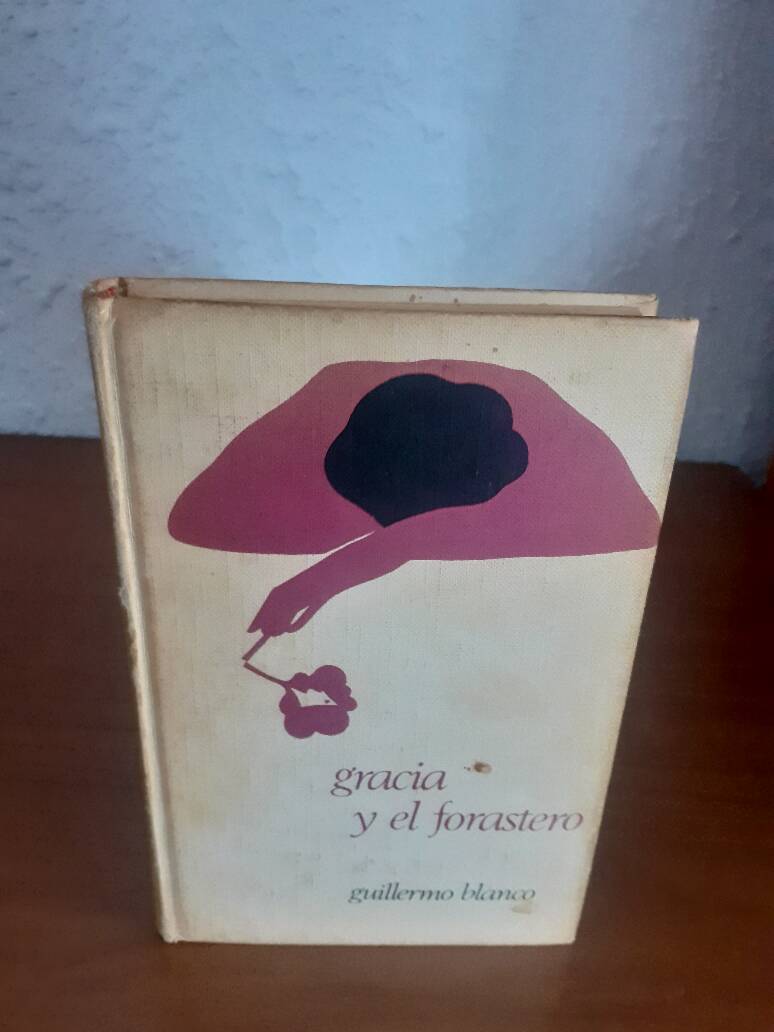 gracia
y el forastero
guillermo blanco